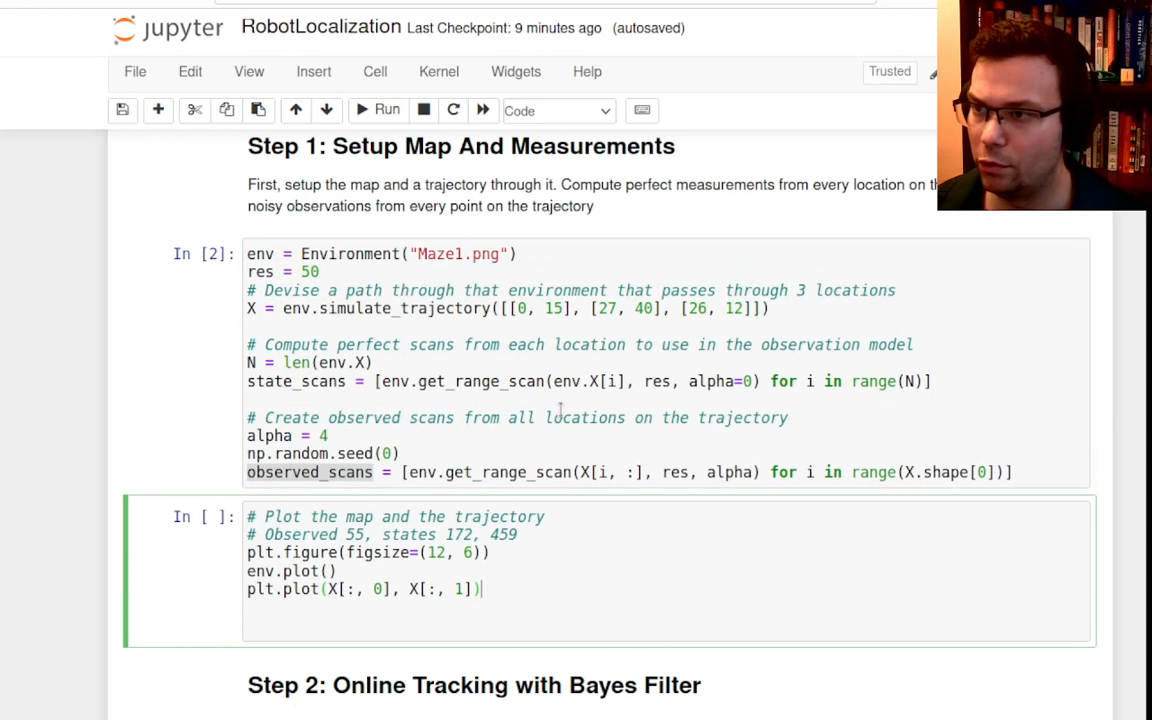 jupyter RobotLocalization Last Checkpoint: 9 minutes ago (autosaved)
File Edit View Insert Cell Kernel Widgets Help Trusted
Run Code
Step 1: Setup Map And Measurements
First, setup the map and a trajectory through it. Compute perfect measurements from every location on
noisy observations from every point on the trajectory
In [2]: env = Environment("Maze1.png")
res = 50
# Devise a path through that environment that passes through 3 locations
X = env.simulate_trajectory([[0, 15], [27, 40], [26, 12]])
# Compute perfect scans from each location to use in the observation model
N = len(env.X)
state_scans = [env.get_range_scan(env.X[i], res, alpha=0) for i in range(N)]
# Create observed scans from all locations on the trajectory
alpha = 4
np.random.seed(0)
observed_scans = [env.get_range_scan(X[i, :], res, alpha) for i in range(X.shape[0])]
In [ ]: # Plot the map and the trajectory
# Observed 55, states 172, 459
plt.figure(figsize=(12, 6))
env.plot()
plt.plot(X[:, 0], X[:, 1])
Step 2: Online Tracking with Bayes Filter